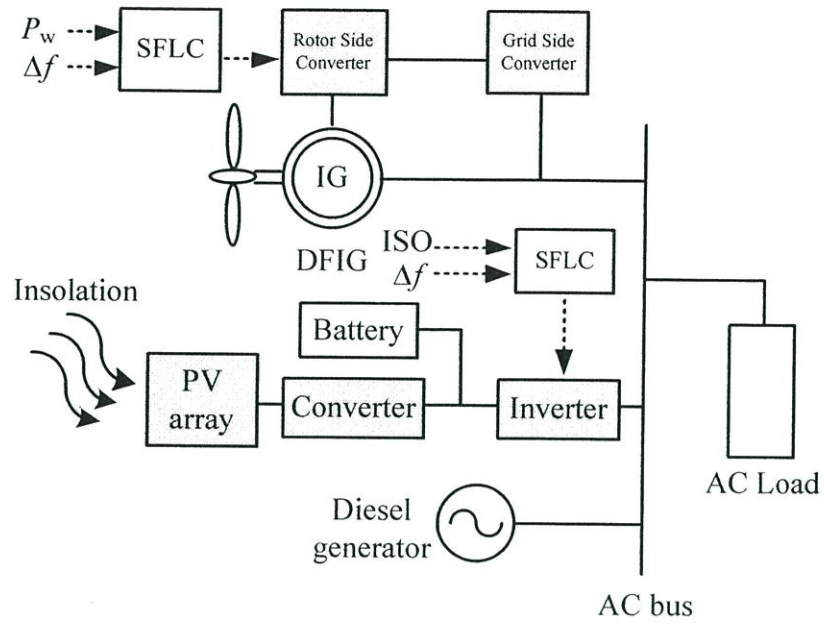 P_w
Δf
SFLC
Rotor Side
Converter
Grid Side
Converter
IG
DFIG
ISO
Δf
SFLC
Insolation
Battery
PV
array
Converter
Inverter
AC Load
Diesel
generator
AC bus